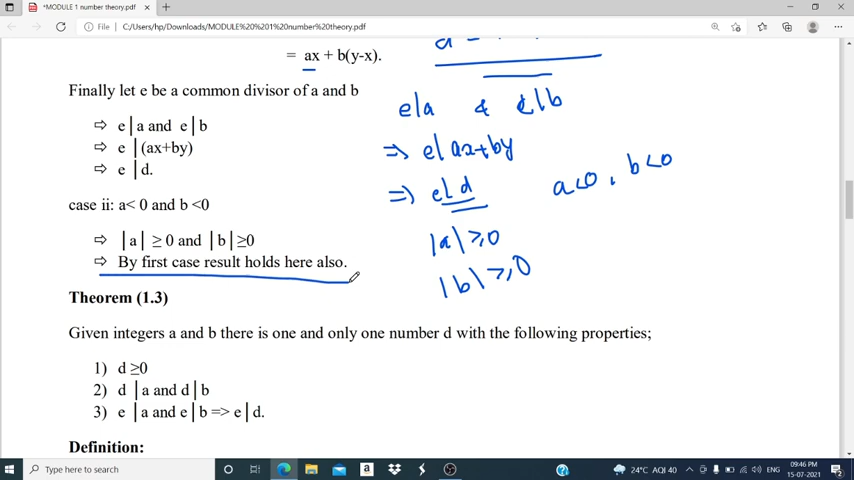 *MODULE 1 number theory.pdf
File | C:/Users/hp/Downloads/MODULE%201%20number%20theory.pdf
= ax + b(y-x).
Finally let e be a common divisor of a and b
⇨ e | a and e | b
⇨ e | (ax+by)
⇨ e | d.
case ii: a< 0 and b <0
⇨ |a| ≥ 0 and |b| ≥0
⇨ By first case result holds here also.
e|a & e|b
⇒ e| ax+by
⇒ e| d
a<0, b<0
|a| ≥, 0
|b| ≥, 0
Theorem (1.3)
Given integers a and b there is one and only one number d with the following properties;
1) d ≥0
2) d | a and d | b
3) e | a and e | b => e | d.
Definition:
Type here to search
24°C AQI 40
ENG
09:46 PM
15-07-2021
2